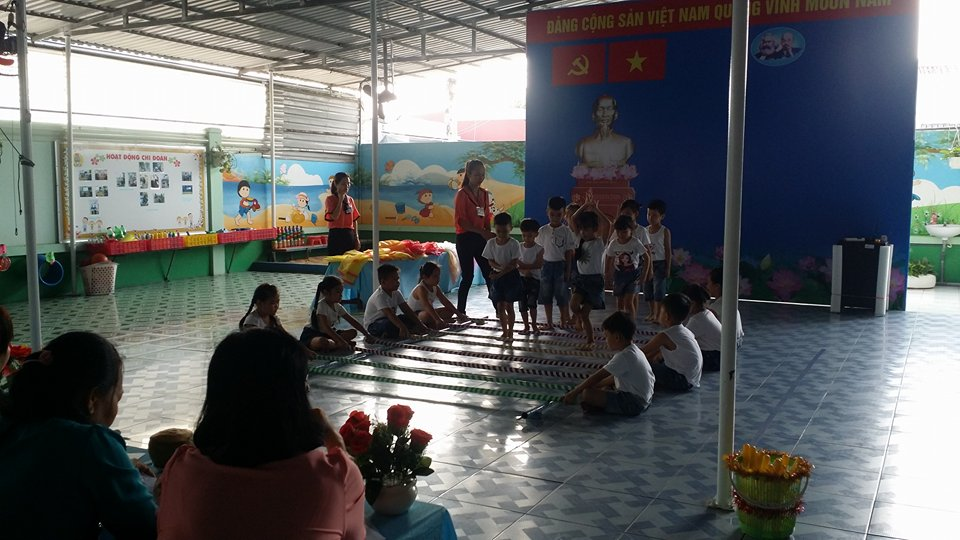 ĐẢNG CỘNG SẢN VIỆT NAM QUANG VINH MUÔN NĂM
HOẠT ĐỘNG CHI ĐOÀN